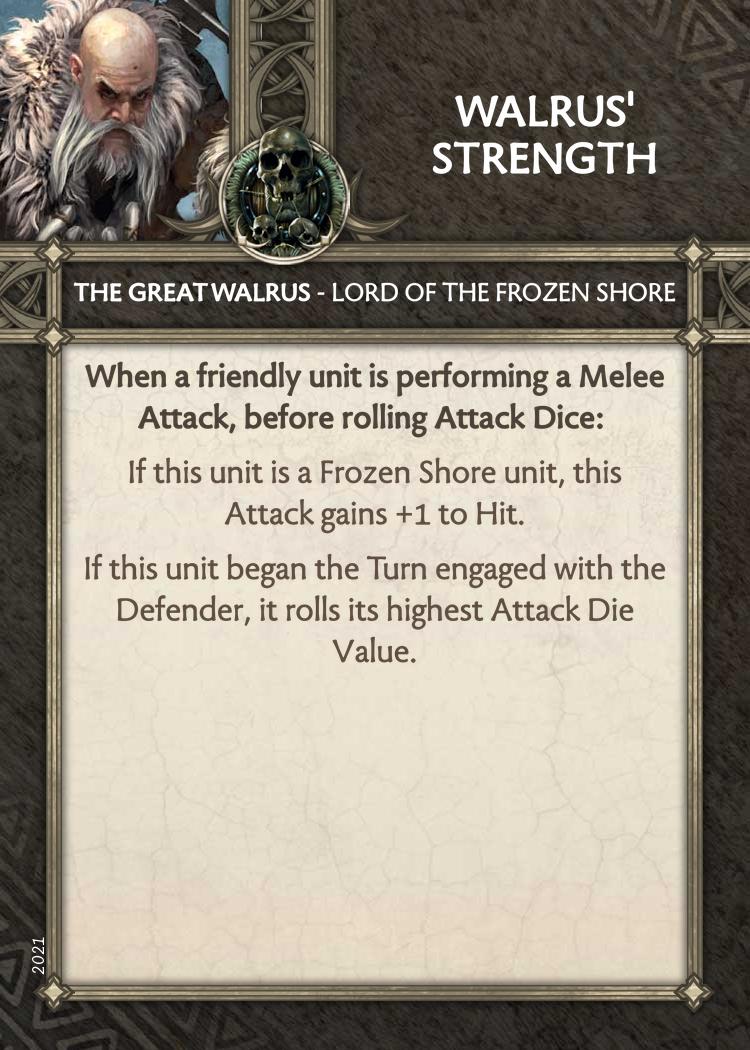 WALRUS'
STRENGTH
THE GREAT WALRUS - LORD OF THE FROZEN SHORE
When a friendly unit is performing a Melee
Attack, before rolling Attack Dice:
If this unit is a Frozen Shore unit, this
Attack gains +1 to Hit.
If this unit began the Turn engaged with the
Defender, it rolls its highest Attack Die
Value.
2021